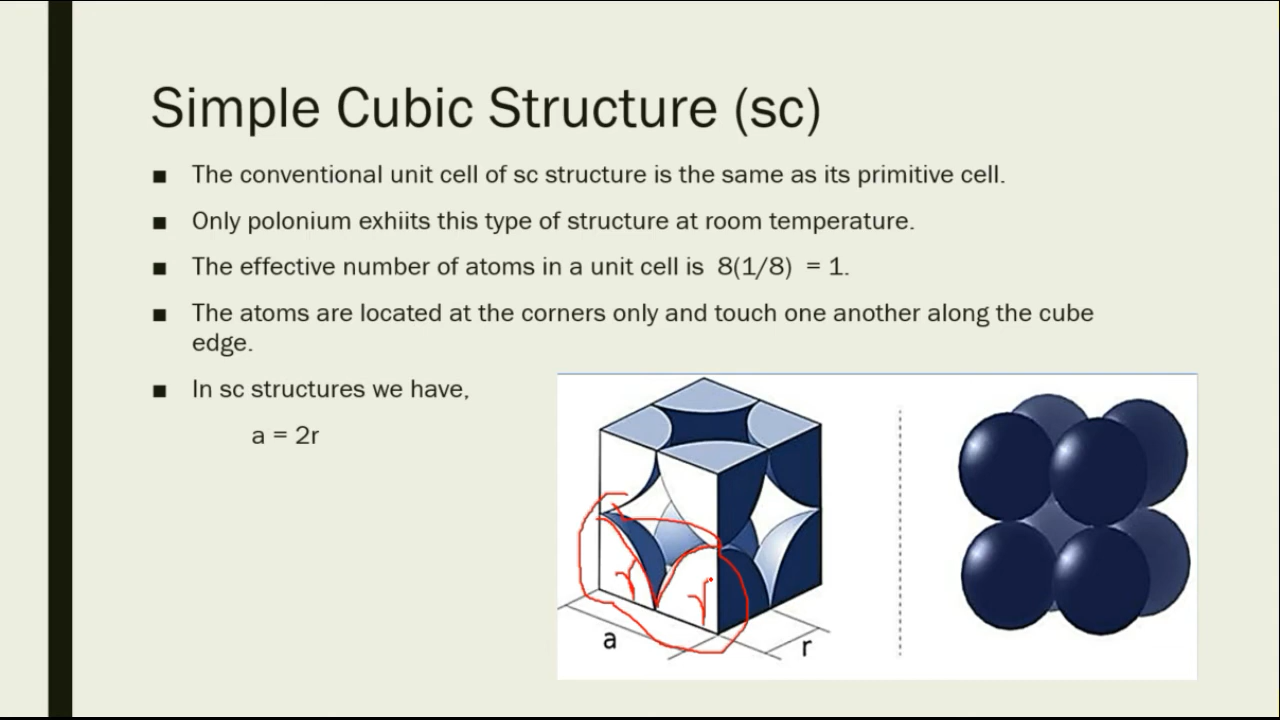 Simple Cubic Structure (sc)
The conventional unit cell of sc structure is the same as its primitive cell.
Only polonium exhiits this type of structure at room temperature.
The effective number of atoms in a unit cell is 8(1/8) = 1.
The atoms are located at the corners only and touch one another along the cube
edge.
In sc structures we have,
a = 2r
a
r